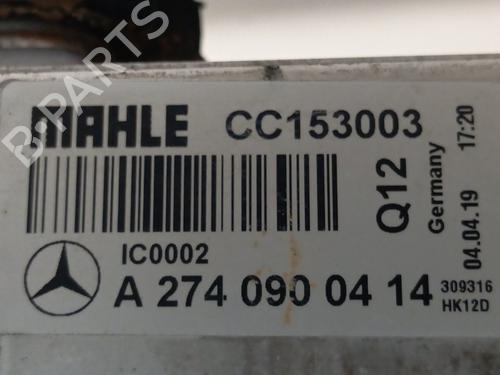 MAHLE CC153003
Q12
Germany
04.04.19 17:20
IC0002
A 274 090 04 14
309316
HK12D
B-PARTS